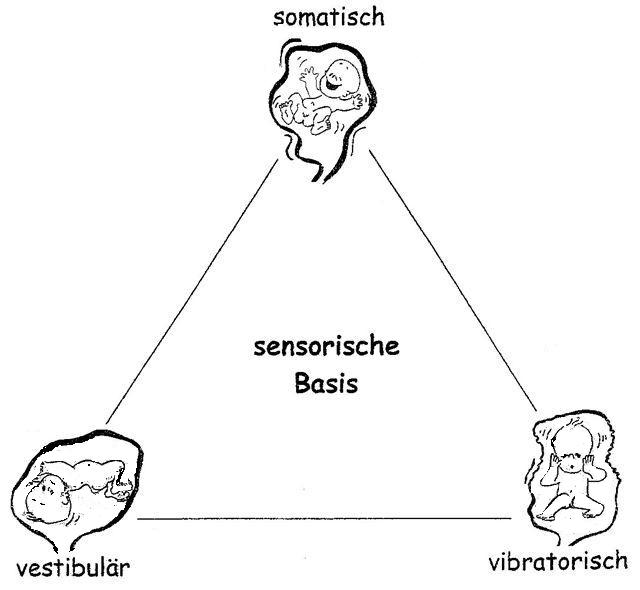 somatisch
sensorische
Basis
vestibulär
vibratorisch